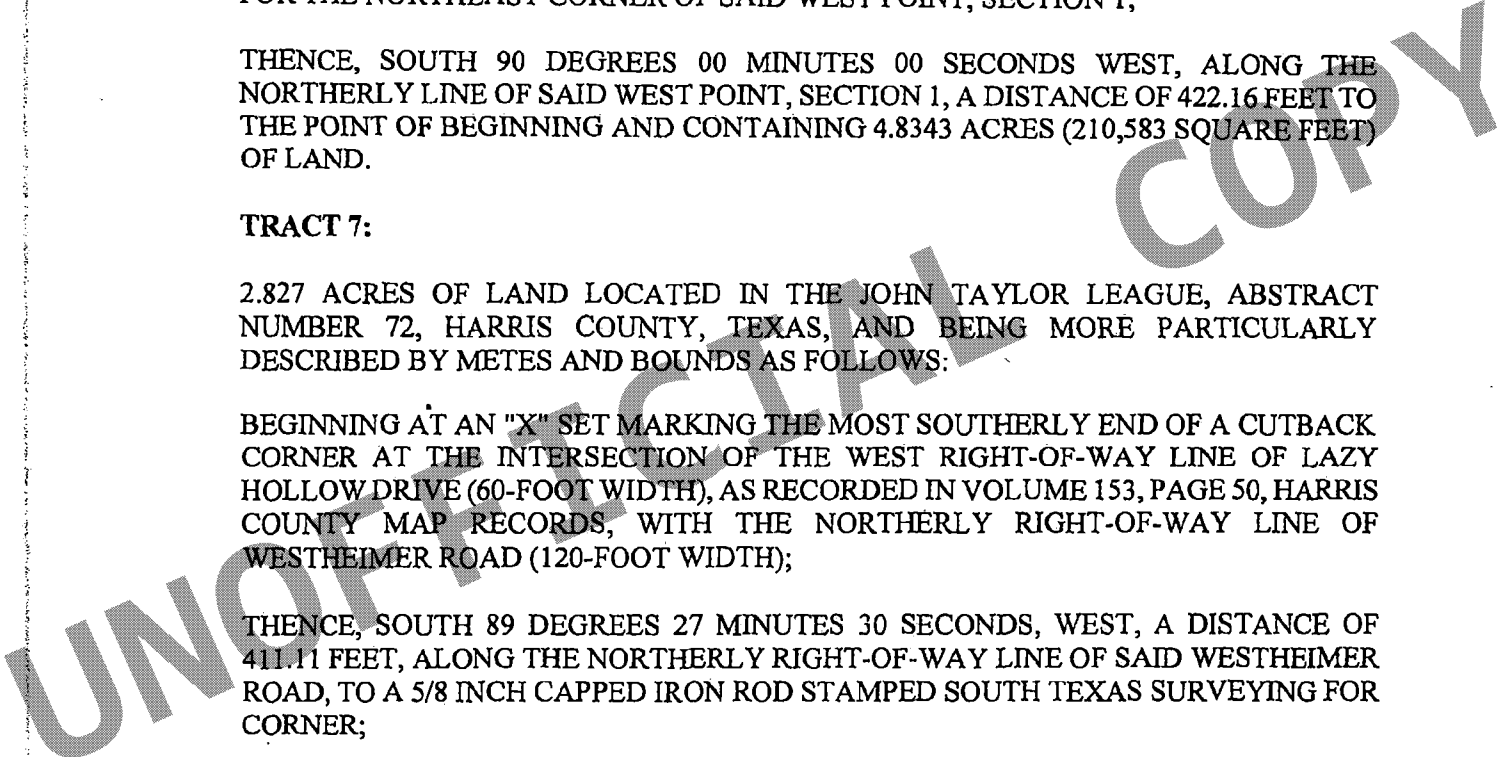 FOR THE NORTHEAST CORNER OF SAID WEST POINT, SECTION 1;
THENCE, SOUTH 90 DEGREES 00 MINUTES 00 SECONDS WEST, ALONG THE
NORTHERLY LINE OF SAID WEST POINT, SECTION 1, A DISTANCE OF 422.16 FEET TO
THE POINT OF BEGINNING AND CONTAINING 4.8343 ACRES (210,583 SQUARE FEET)
OF LAND.
TRACT 7:
2.827 ACRES OF LAND LOCATED IN THE JOHN TAYLOR LEAGUE, ABSTRACT
NUMBER 72, HARRIS COUNTY, TEXAS, AND BEING MORE PARTICULARLY
DESCRIBED BY METES AND BOUNDS AS FOLLOWS:
BEGINNING AT AN "X" SET MARKING THE MOST SOUTHERLY END OF A CUTBACK
CORNER AT THE INTERSECTION OF THE WEST RIGHT-OF-WAY LINE OF LAZY
HOLLOW DRIVE (60-FOOT WIDTH), AS RECORDED IN VOLUME 153, PAGE 50, HARRIS
COUNTY MAP RECORDS, WITH THE NORTHERLY RIGHT-OF-WAY LINE OF
WESTHEIMER ROAD (120-FOOT WIDTH);
THENCE, SOUTH 89 DEGREES 27 MINUTES 30 SECONDS, WEST, A DISTANCE OF
411.11 FEET, ALONG THE NORTHERLY RIGHT-OF-WAY LINE OF SAID WESTHEIMER
ROAD, TO A 5/8 INCH CAPPED IRON ROD STAMPED SOUTH TEXAS SURVEYING FOR
CORNER;
UNOFFICIAL COPY